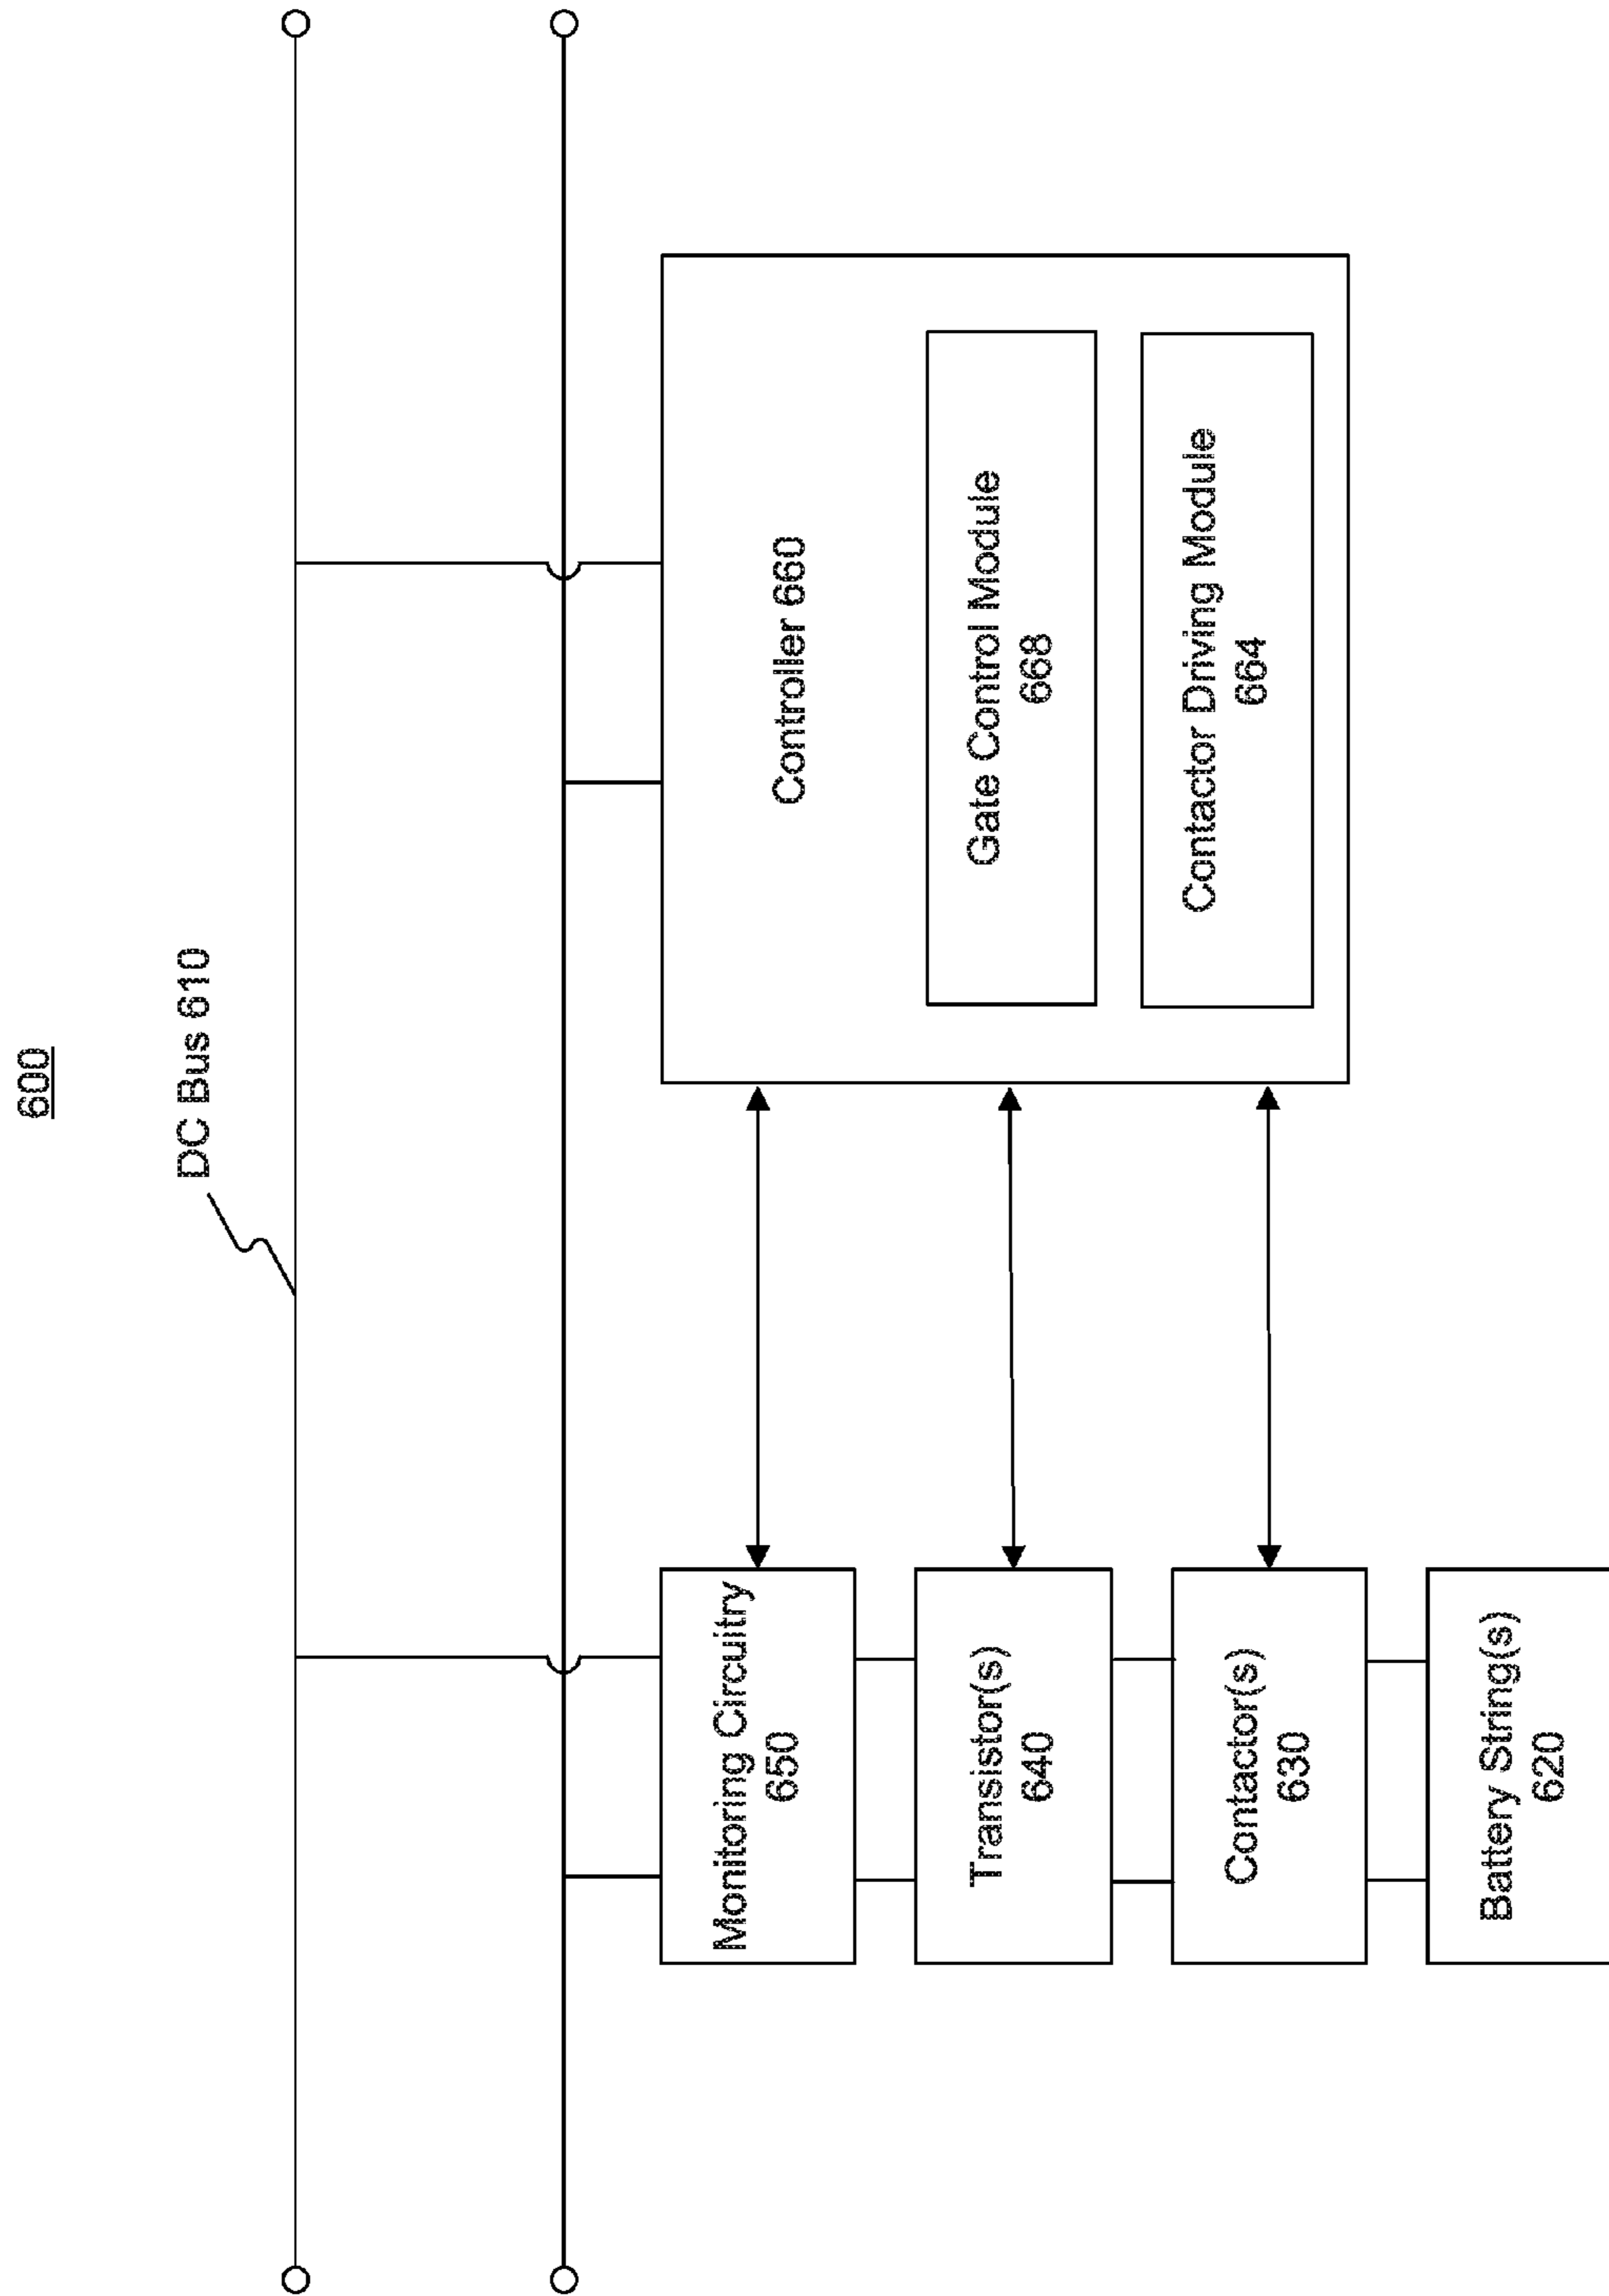 600
DC Bus 610
Monitoring Circuitry
650
Transistor(s)
640
Contactor(s)
630
Battery String(s)
620
Controller 660
Gate Control Module
668
Contactor Driving Module
664